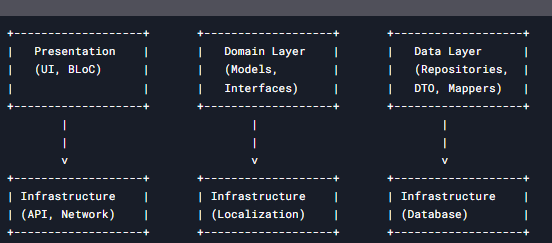 +-------------------+       +-------------------+       +-------------------+
|   Presentation    |       |   Domain Layer    |       |   Data Layer      |
|   (UI, BLoC)      |       |   (Models,        |       |   (Repositories,  |
|                   |       |   Interfaces)     |       |   DTO, Mappers)   |
+-------------------+       +-------------------+       +-------------------+
        |                           |                           |
        |                           |                           |
        v                           v                           v
+-------------------+       +-------------------+       +-------------------+
| Infrastructure    |       | Infrastructure    |       | Infrastructure    |
| (API, Network)    |       | (Localization)    |       | (Database)        |
+-------------------+       +-------------------+       +-------------------+